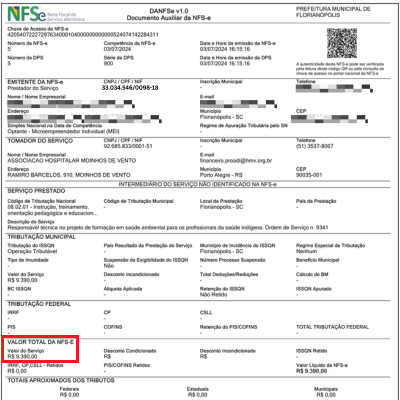 NFSe Nota Fiscal de Serviço eletrônica
DANFSe v1.0
Documento Auxiliar da NFS-e
PREFEITURA MUNICIPAL DE FLORIANÓPOLIS
Chave de Acesso da NFS-e
Número da NFS-e Competência da NFS-e Data e Hora da emissão da NFS-e
5 03/07/2024 03/07/2024 16:15:16
Número da DPS Série da DPS Data e Hora da emissão da DPS
5 900 03/07/2024 16:15:16
A autenticidade desta NFS-e pode ser verificada
pela leitura deste código QR ou pela consulta da
chave de acesso no portal nacional da NFS-e
EMITENTE DA NFS-e CNPJ / CPF / NIF Inscrição Municipal Telefone
Prestador do Serviço 33.034.546/0098-18 -
Nome / Nome Empresarial E-mail
Endereço Município CEP
Florianópolis - SC
Simples Nacional na Data de Competência Regime de Apuração Tributária pelo SN
Optante - Microempreendedor Individual (MEI) -
TOMADOR DO SERVIÇO CNPJ / CPF / NIF Inscrição Municipal Telefone
92.685.833/0001-51 - (51) 3537-8067
Nome / Nome Empresarial E-mail
ASSOCIACAO HOSPITALAR MOINHOS DE VENTO financeiro.proadi@hmv.org.br
Endereço Município CEP
RAMIRO BARCELOS, 910, MOINHOS DE VENTO Porto Alegre - RS 90035-001
INTERMEDIÁRIO DO SERVIÇO NÃO IDENTIFICADO NA NFS-e
SERVIÇO PRESTADO
Código de Tributação Nacional Código de Tributação Municipal Local da Prestação País da Prestação
08.02.01 - Instrução, treinamento, - Florianópolis - SC -
orientação pedagógica e educacion...
Descrição do Serviço
Responsável técnica no projeto de formação em saúde ambiental para os profissionais da saúde indígena. Ordem de Serviço n. 9341
TRIBUTAÇÃO MUNICIPAL
Tributação do ISSQN País Resultado da Prestação do Serviço Município de Incidência do ISSQN Regime Especial de Tributação
Operação Tributável - Florianópolis - SC Nenhum
Tipo de Imunidade Suspensão da Exigibilidade do ISSQN Número Processo Suspensão Benefício Municipal
- Não - -
Valor do Serviço Desconto Incondicionado Total Deduções/Reduções Cálculo do BM
R$ 9.390,00 - - -
BC ISSQN Alíquota Aplicada Retenção do ISSQN ISSQN Apurado
- - Não Retido -
TRIBUTAÇÃO FEDERAL
IRRF CP CSLL
- - -
PIS COFINS Retenção do PIS/COFINS TOTAL TRIBUTAÇÃO FEDERAL
- - - -
VALOR TOTAL DA NFS-E
Valor do Serviço Desconto Condicionado Desconto Incondicionado ISSQN Retido
R$ 9.390,00 R$ R$ -
IRRF, CP,CSLL - Retidos PIS/COFINS Retidos Valor Líquido da NFS-e
R$ 0,00 - R$ 9.390,00
TOTAIS APROXIMADOS DOS TRIBUTOS
Federais Estaduais Municipais
R$ 0,00 R$ 0,00 R$ 0,00